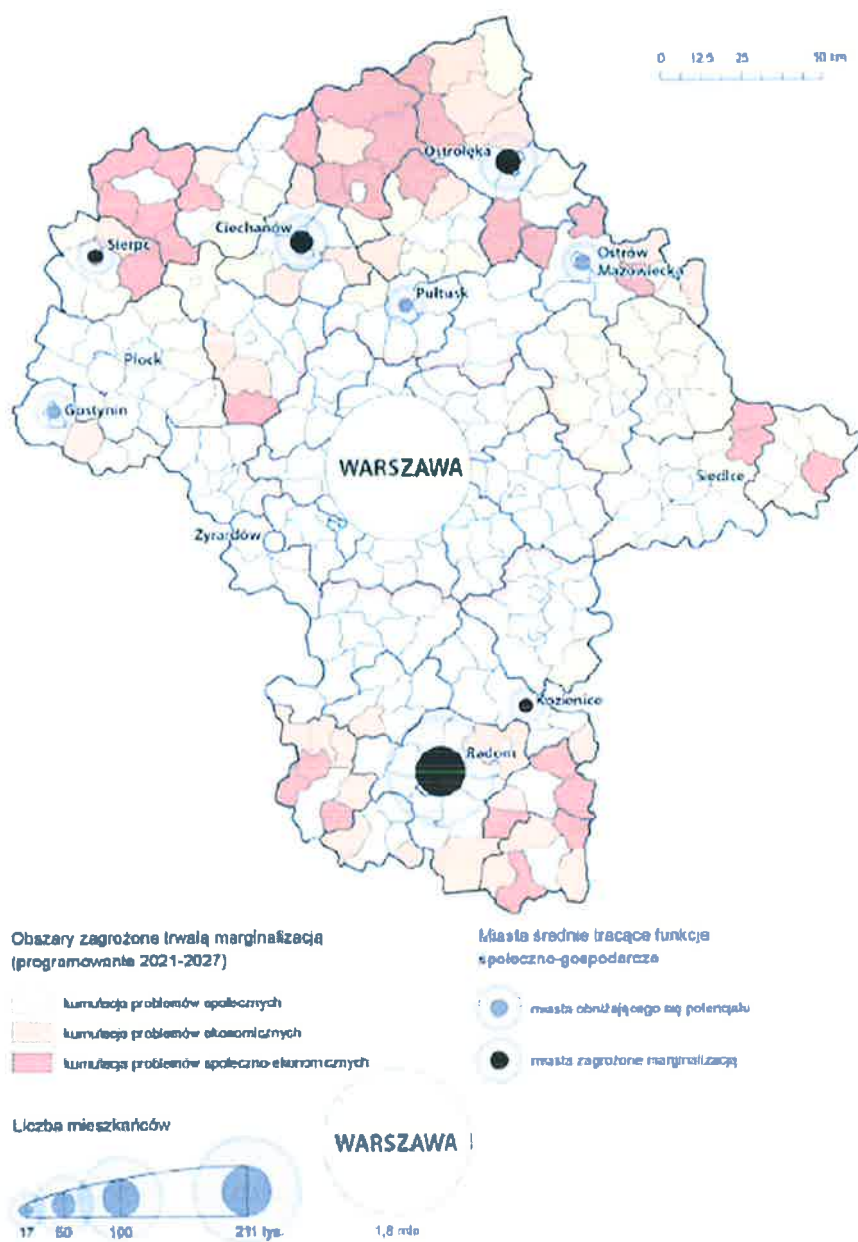 0 12.5 25 50 km
Ostrołęka
Ciechanów
Sierpc
Ostrów
Mazowiecka
Pułtusk
Płock
Gostynin
WARSZAWA
Siedlce
Żyrardów
Kozienice
Radom
Obszary zagrożone trwałą marginalizacją
(programowanie 2021-2027)
kumulacja problemów społecznych
kumulacja problemów ekonomicznych
kumulacja problemów społeczno-ekonomicznych
Miasta średnie tracące funkcje
społeczno-gospodarcze
miasta obniżającego się potencjału
miasta zagrożone marginalizacją
Liczba mieszkańców
17 50 100 211 tys.
WARSZAWA
1,8 mln